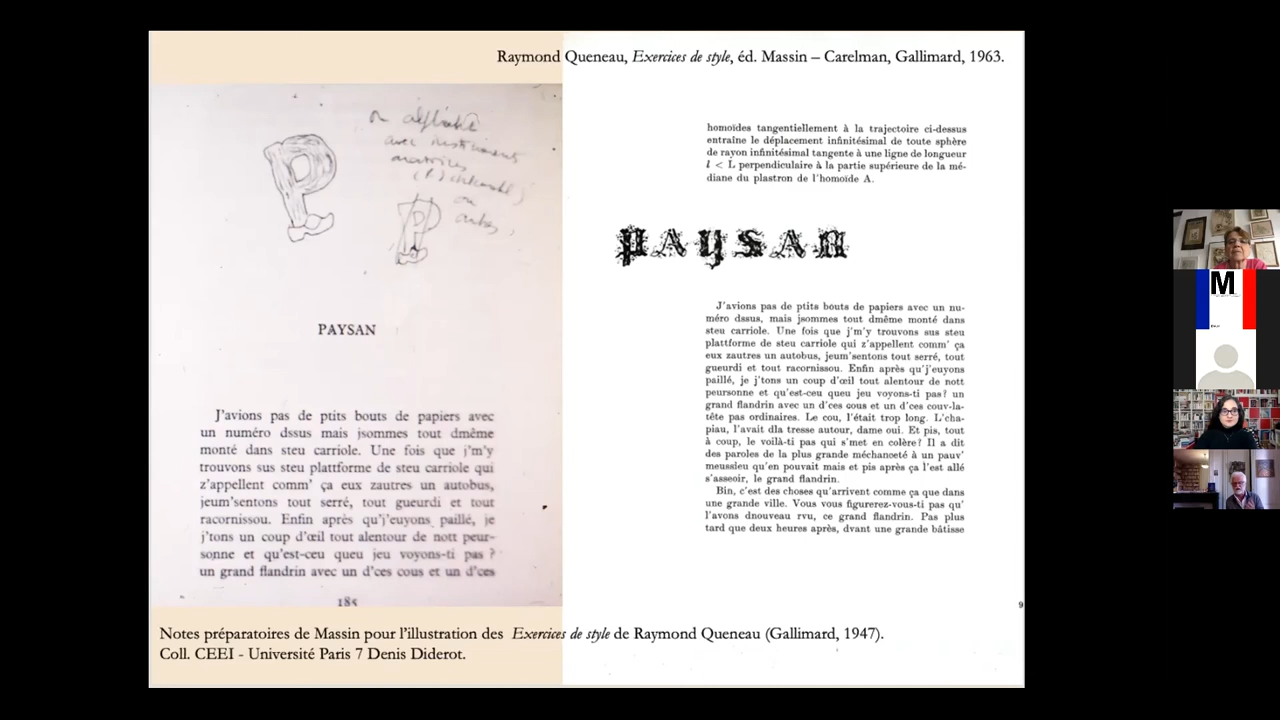 Raymond Queneau, Exercices de style, éd. Massin – Carelman, Gallimard, 1963.
avec instruments
ou
P
P
PAYSAN
J'avions pas de ptits bouts de papiers avec
un numéro dssus mais jsommes tout dmême
monté dans steu carriole. Une fois que j'm'y
trouvons sus steu plattforme de steu carriole qui
z'appellent comm' ça eux zautres un autobus,
jeum'sentons tout serré, tout gueurdi et tout
racornissou. Enfin après qu'j'euyons paillé, je
j'tons un coup d'œil tout alentour de nott peur-
sonne et qu'est-ceu queu jeu voyons-ti pas ?
un grand flandrin avec un d'ces cous et un d'ces
185
homoïdes tangentiellement à la trajectoire ci-dessus
entraîne le déplacement infinitésimal de toute sphère
de rayon infinitésimal tangente à une ligne de longueur
l < L perpendiculaire à la partie supérieure de la mé-
diane du plastron de l'homoïde A.
PAYSAN
J'avions pas de ptits bouts de papiers avec un nu-
méro dssus, mais jsommes tout dmême monté dans
steu carriole. Une fois que j'm'y trouvons sus steu
plattforme de steu carriole qui z'appellent comm' ça
eux zautres un autobus, jeum'sentons tout serré, tout
gueurdi et tout racornissou. Enfin après qu'j'euyons
paillé, je j'tons un coup d'œil tout alentour de nott
peursonne et qu'est-ceu queu jeu voyons-ti pas ? un
grand flandrin avec un d'ces cous et un d'ces couv-la-
tête pas ordinaires. Le cou, l'était trop long. L'cha-
piau, l'avait dla tresse autour, dame oui. Et pis, tout
à coup, le voilà-ti pas qui s'met en colère ? Il a dit
des paroles de la plus grande méchanceté à un pauv'
meussieu qu'en pouvait mais et pis après ça l'est allé
s'asseoir, le grand flandrin.
Bin, c'est des choses qu'arrivent comme ça que dans
une grande ville. Vous vous figurerez-vous-ti pas qu'
l'avons dnouveau rvu, ce grand flandrin. Pas plus
tard que deux heures après, dvant une grande bâtisse
9
Notes préparatoires de Massin pour l'illustration des Exercices de style de Raymond Queneau (Gallimard, 1947).
Coll. CEEI - Université Paris 7 Denis Diderot.
M